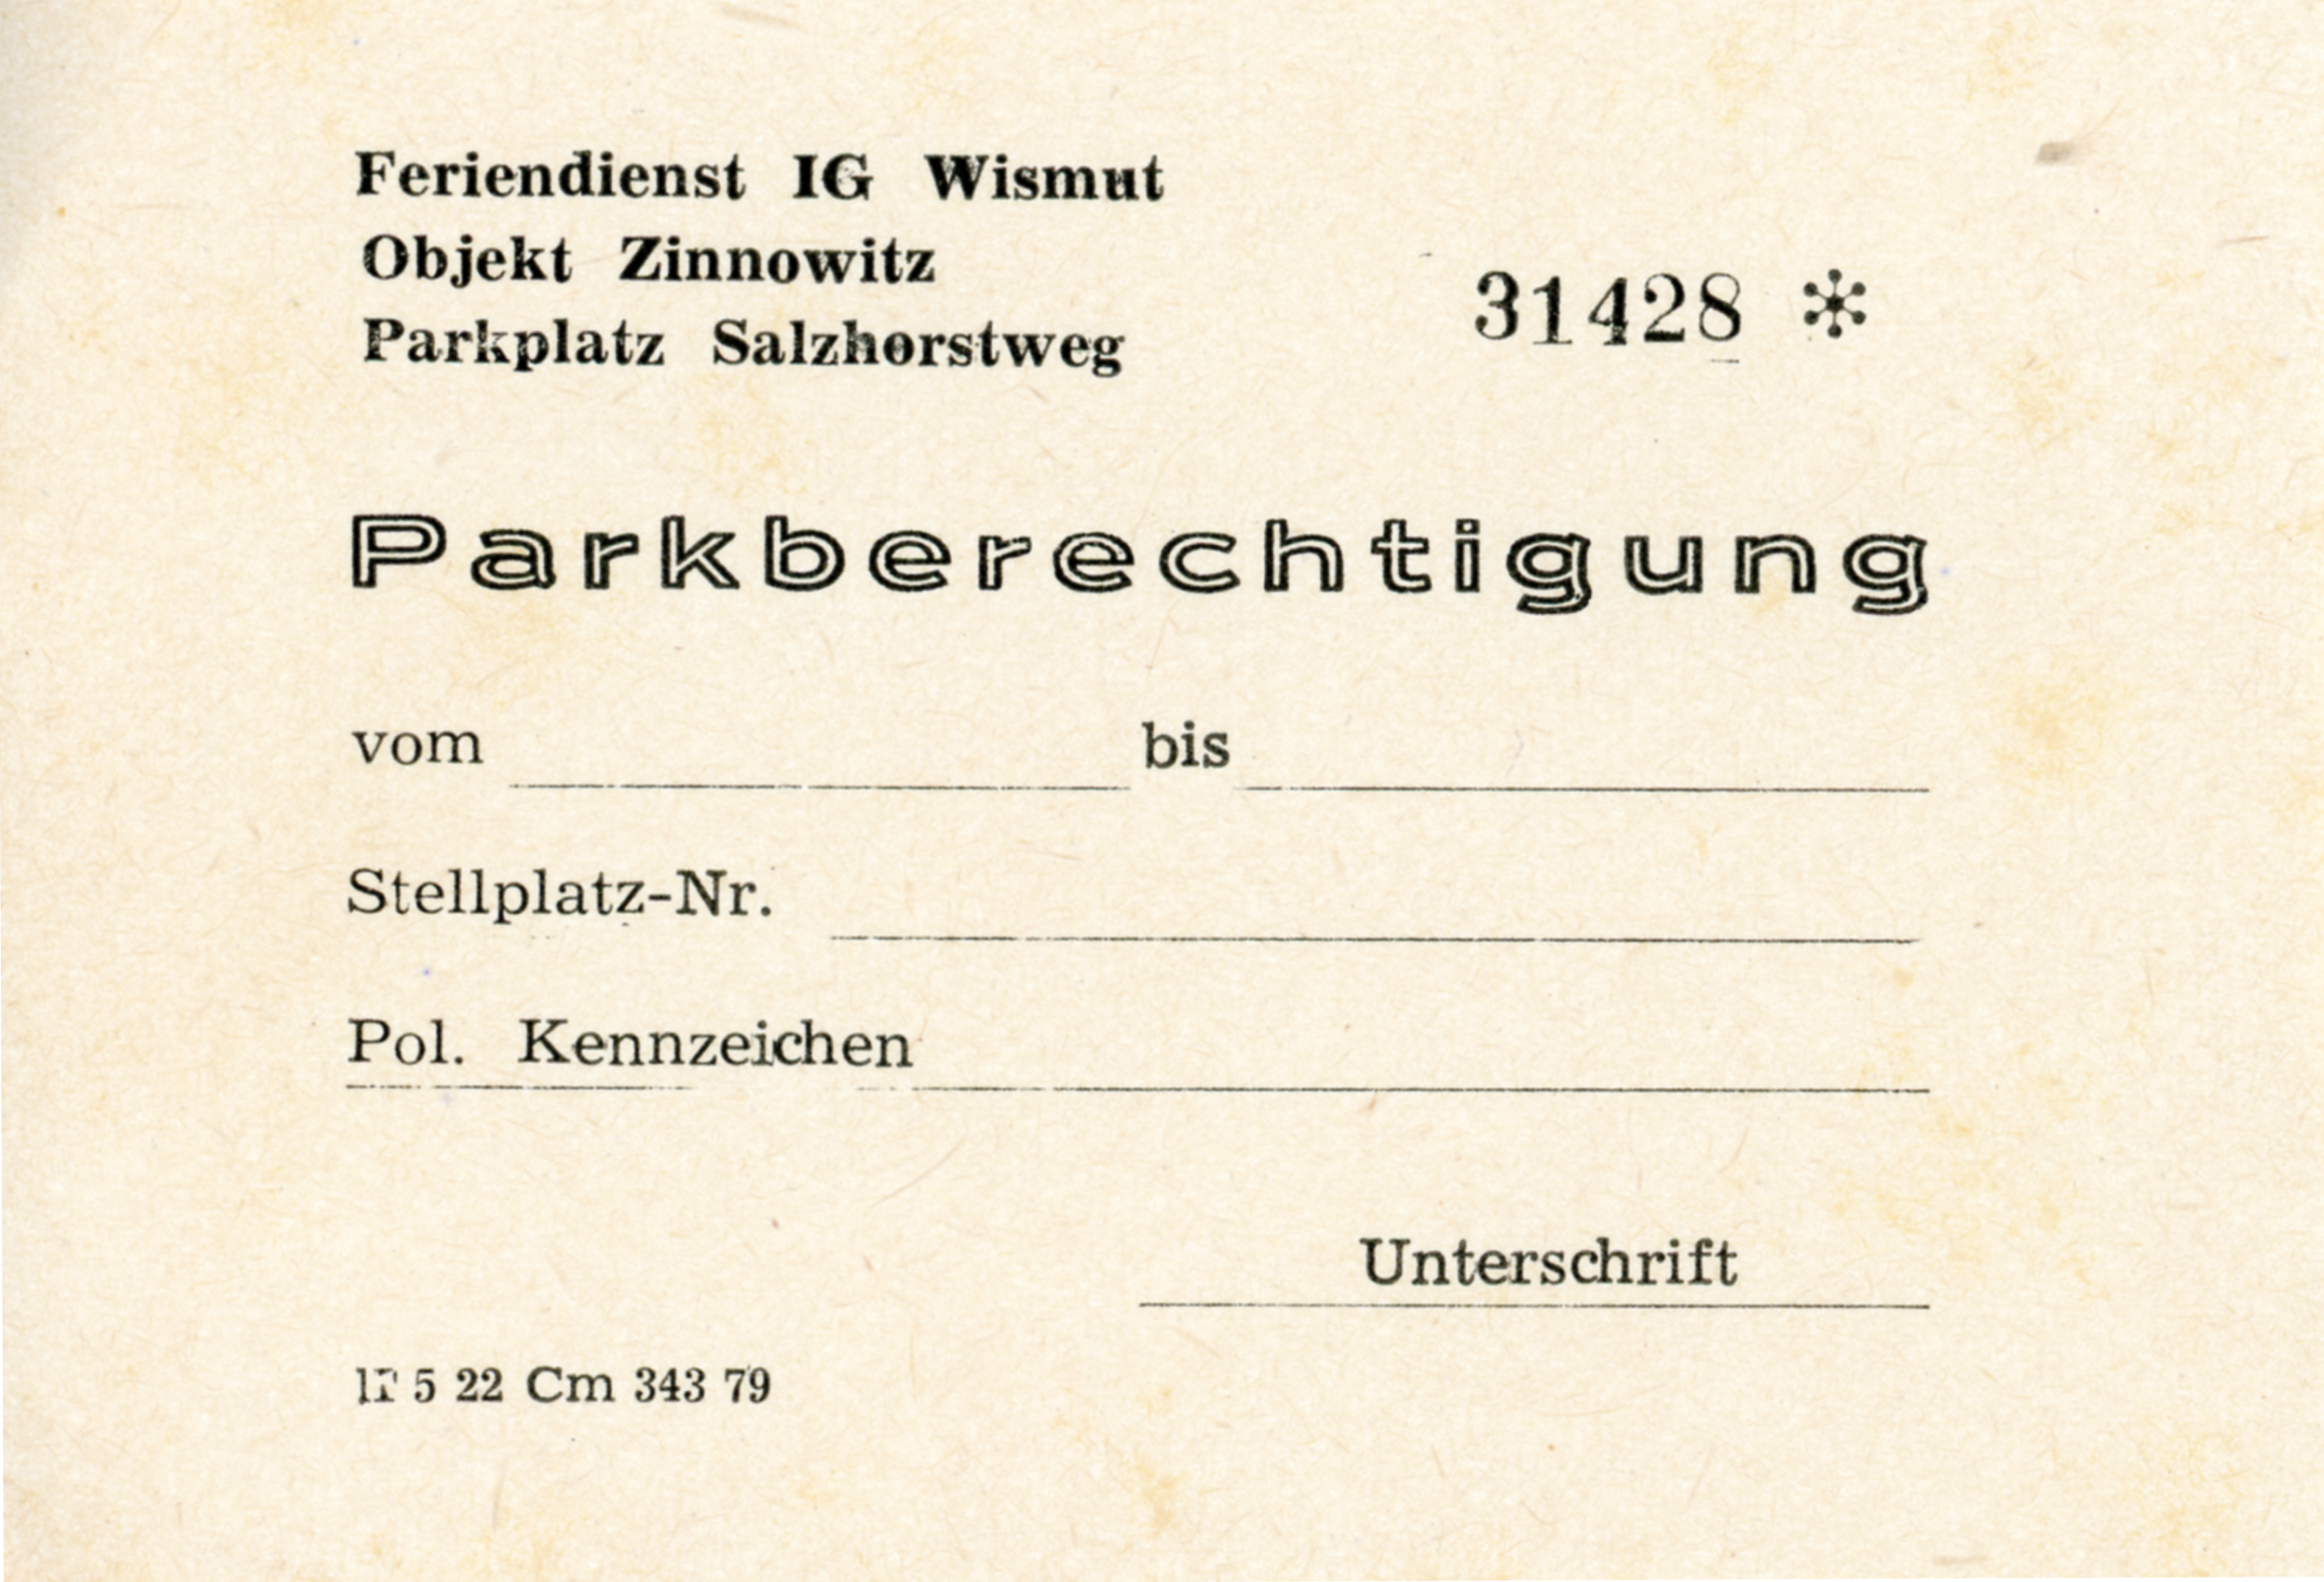 Feriendienst IG Wismut
Objekt Zinnowitz
Parkplatz Salzhorstweg
31428 *
Parkberechtigung
vom bis
Stellplatz-Nr.
Pol. Kennzeichen
Unterschrift
5 22 Cm 343 79